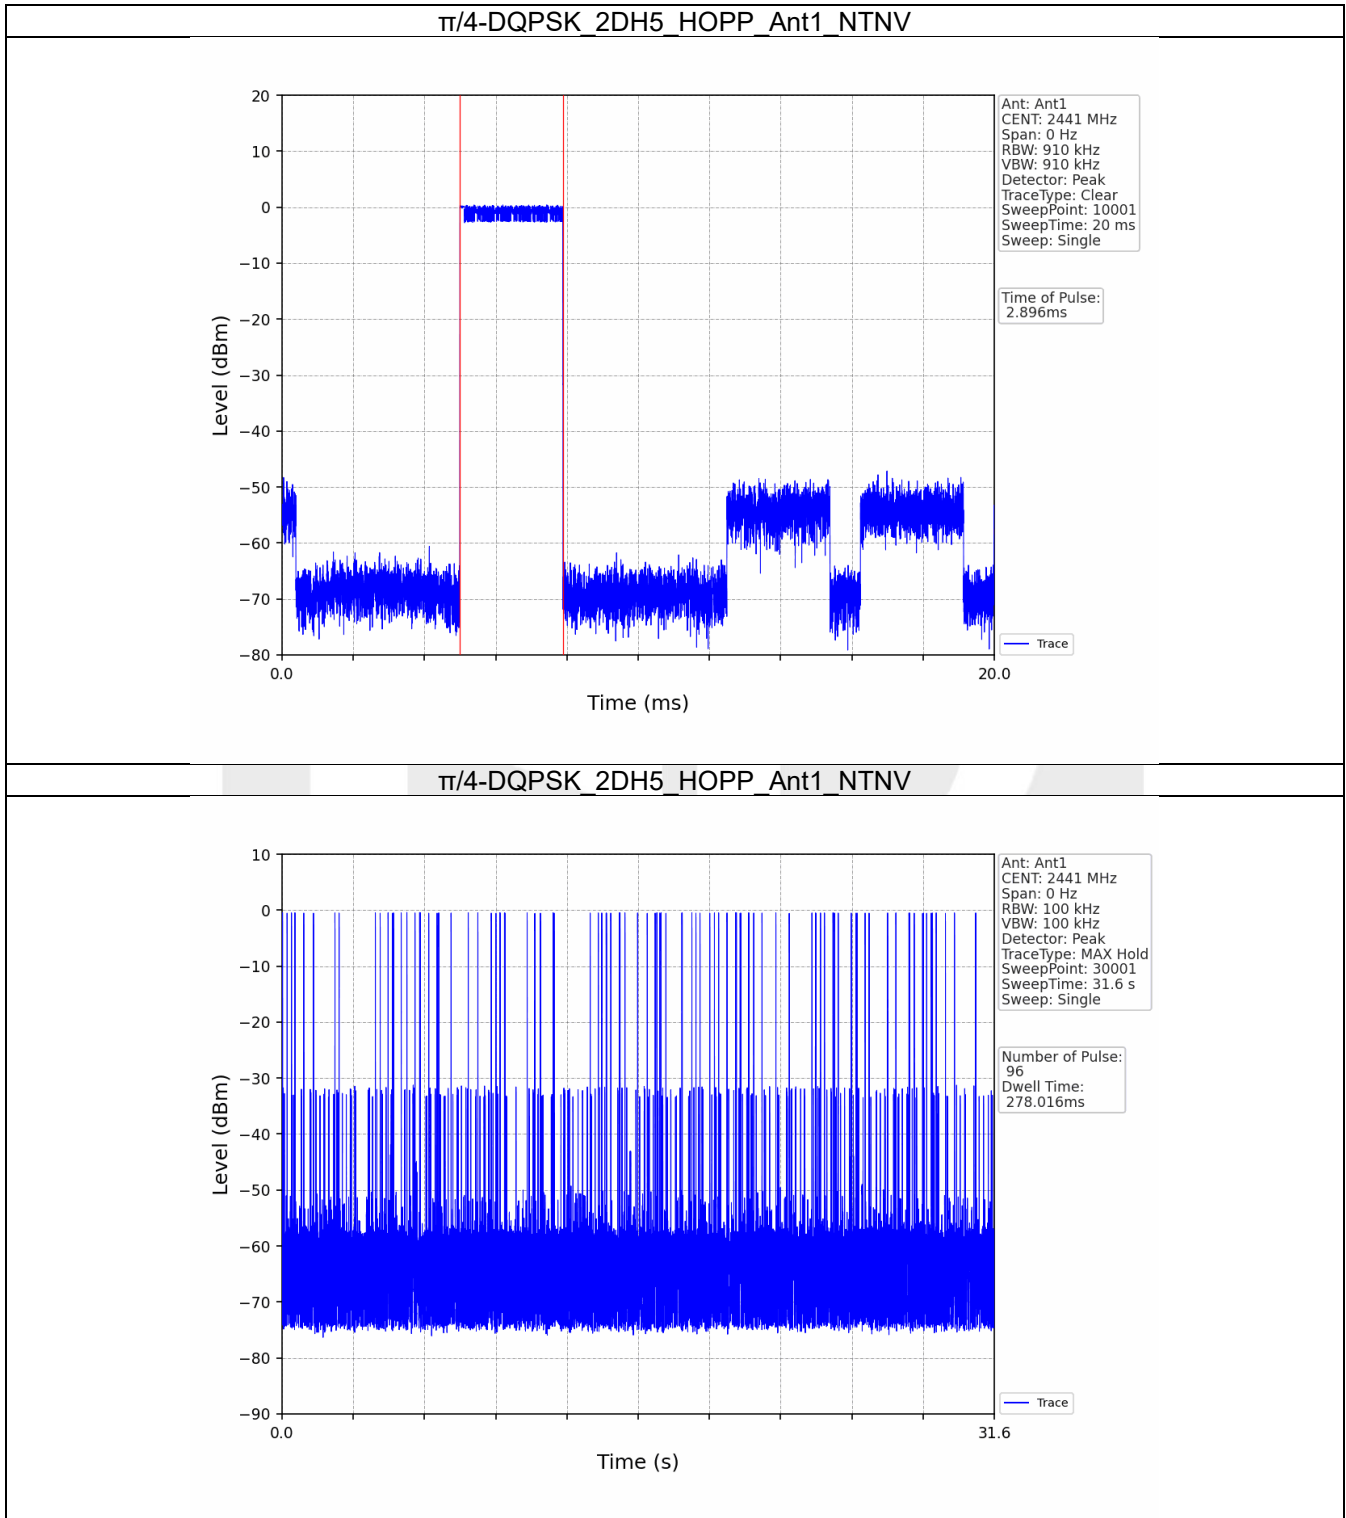 π/4-DQPSK_2DH5_HOPP_Ant1_NTNV
20
10
0
−10
−20
−30
−40
−50
−60
−70
−80
Level (dBm)
0.0
20.0
Time (ms)
Ant: Ant1
CENT: 2441 MHz
Span: 0 Hz
RBW: 910 kHz
VBW: 910 kHz
Detector: Peak
TraceType: Clear
SweepPoint: 10001
SweepTime: 20 ms
Sweep: Single
Time of Pulse:
2.896ms
Trace
π/4-DQPSK_2DH5_HOPP_Ant1_NTNV
10
0
−10
−20
−30
−40
−50
−60
−70
−80
−90
Level (dBm)
0.0
31.6
Time (s)
Ant: Ant1
CENT: 2441 MHz
Span: 0 Hz
RBW: 100 kHz
VBW: 100 kHz
Detector: Peak
TraceType: MAX Hold
SweepPoint: 30001
SweepTime: 31.6 s
Sweep: Single
Number of Pulse:
96
Dwell Time:
278.016ms
Trace